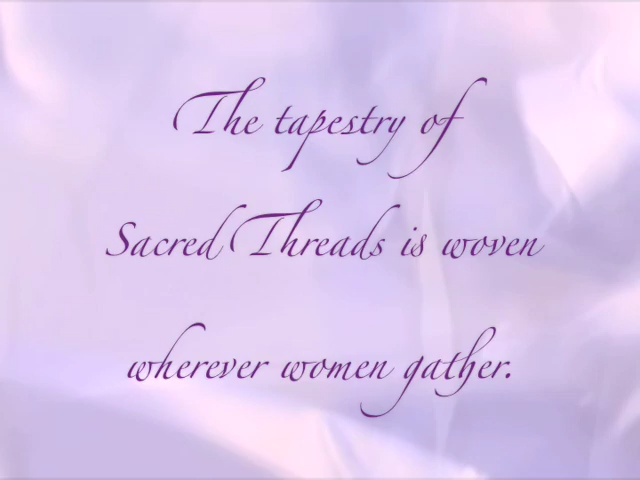 The tapestry of
Sacred Threads is woven
wherever women gather.